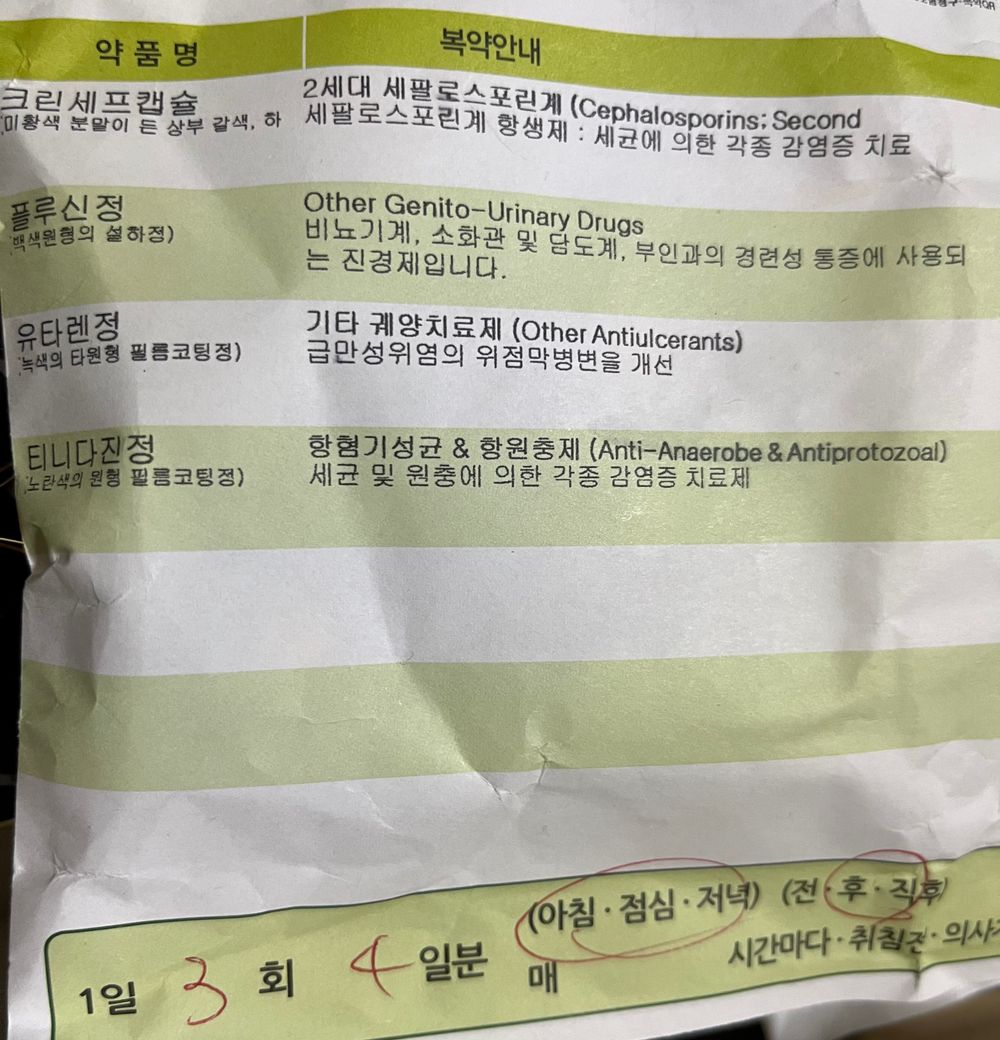 약 품 명 복약안내
크린세프캡슐 2세대 세팔로스포린계 (Cephalosporins; Second
미황색 분말이 든 상부 갈색, 하 세팔로스포린계 항생제 : 세균에 의한 각종 감염증 치료
플루신정 Other Genito-Urinary Drugs
백색원형의 설하정) 비뇨기계, 소화관 및 담도계, 부인과의 경련성 통증에 사용되
는 진경제입니다.
유타렌정 기타 궤양치료제 (Other Antiulcerants)
녹색의 타원형 필름코팅정) 급만성위염의 위점막병변을 개선
티니다진정 항혐기성균 & 항원충제 (Anti-Anaerobe & Antiprotozoal)
노란색의 원형 필름코팅정) 세균 및 원충에 의한 각종 감염증 치료제
(아침·점심·저녁) (전·후·직후)
1일 3 회 4 일분 매 시간마다·취침전·의사